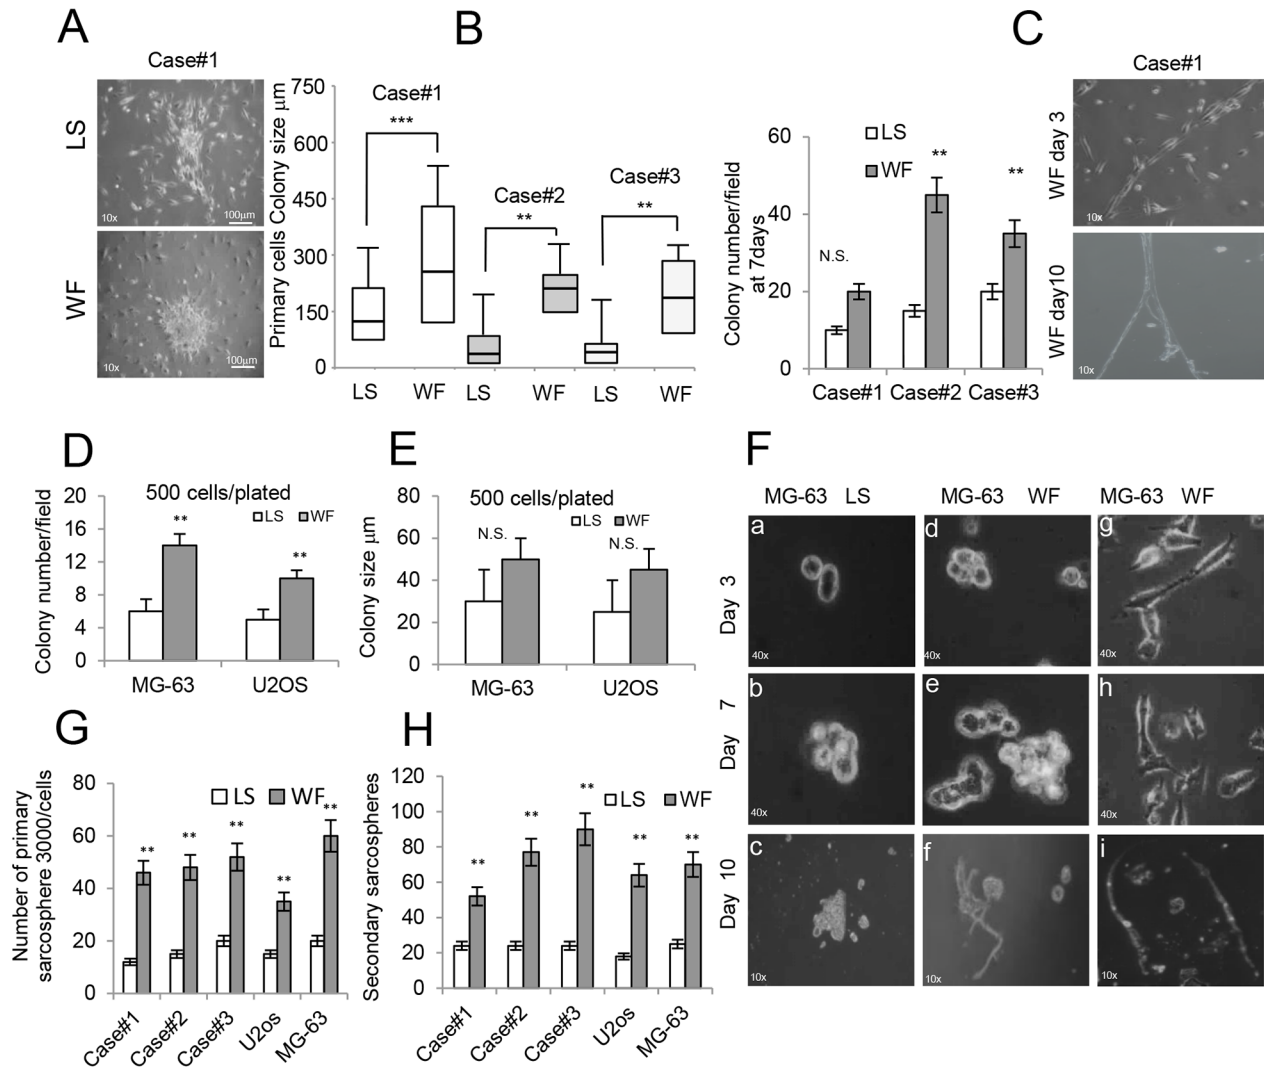 A
Case#1
LS
10x
100μm
WF
10x
100μm
B
Primary cells Colony size μm
750
600
450
300
150
0
Case#1
***
Case#2
**
Case#3
**
LS
WF
LS
WF
LS
WF
Colony number/field
at 7days
60
40
20
0
LS
WF
N.S.
**
**
Case#1
Case#2
Case#3
C
Case#1
WF day 3
10x
WF day10
10x
D
Colony number/field
20
16
12
8
4
0
500 cells/plated
LS
WF
**
**
MG-63
U2OS
E
Colony size μm
80
60
40
20
0
500 cells/plated
LS
WF
N.S.
N.S.
MG-63
U2OS
F
MG-63 LS
MG-63 WF
MG-63 WF
Day 3
a
40x
d
40x
g
40x
Day 7
b
40x
e
40x
h
40x
Day 10
c
10x
f
10x
i
10x
G
Number of primary
sarcosphere 3000/cells
80
60
40
20
0
LS
WF
**
**
**
**
**
Case#1
Case#2
Case#3
U2os
MG-63
H
Secondary sarcospheres
120
100
80
60
40
20
0
LS
WF
**
**
**
**
**
Case#1
Case#2
Case#3
U2os
MG-63